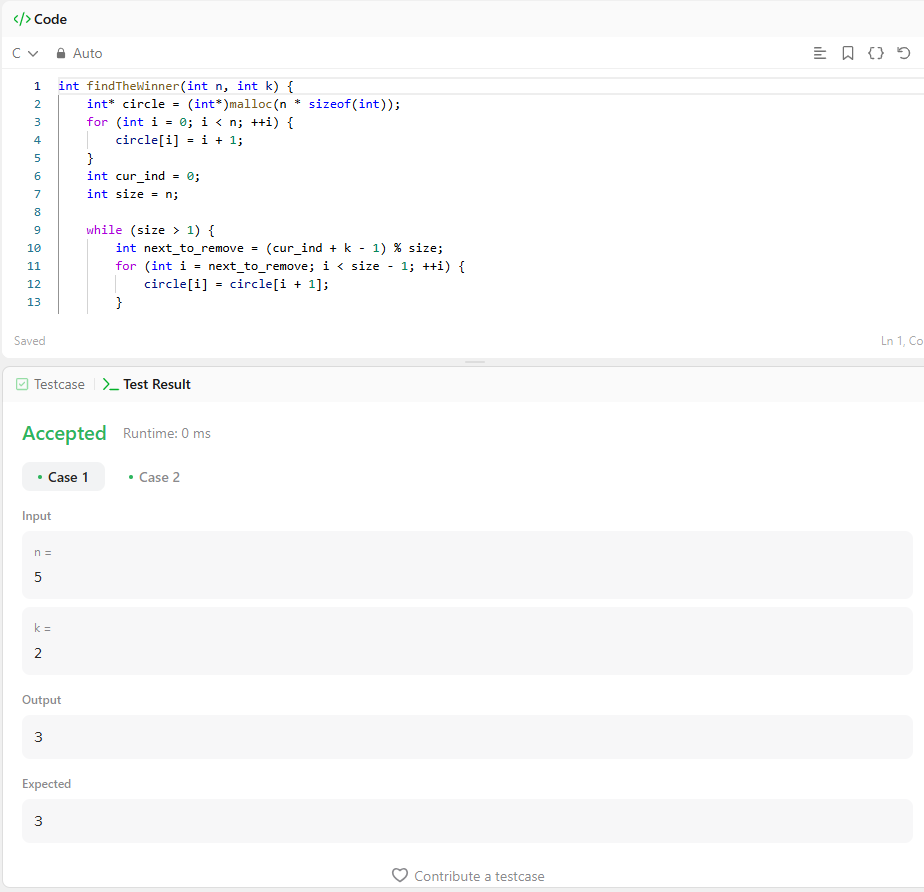 </> Code
C Auto
1 int findTheWinner(int n, int k) {
2 int* circle = (int*)malloc(n * sizeof(int));
3 for (int i = 0; i < n; ++i) {
4 circle[i] = i + 1;
5 }
6 int cur_ind = 0;
7 int size = n;
8
9 while (size > 1) {
10 int next_to_remove = (cur_ind + k - 1) % size;
11 for (int i = next_to_remove; i < size - 1; ++i) {
12 circle[i] = circle[i + 1];
13 }
Saved Ln 1, Co
Testcase >_ Test Result
Accepted Runtime: 0 ms
• Case 1 • Case 2
Input
n =
5
k =
2
Output
3
Expected
3
Contribute a testcase